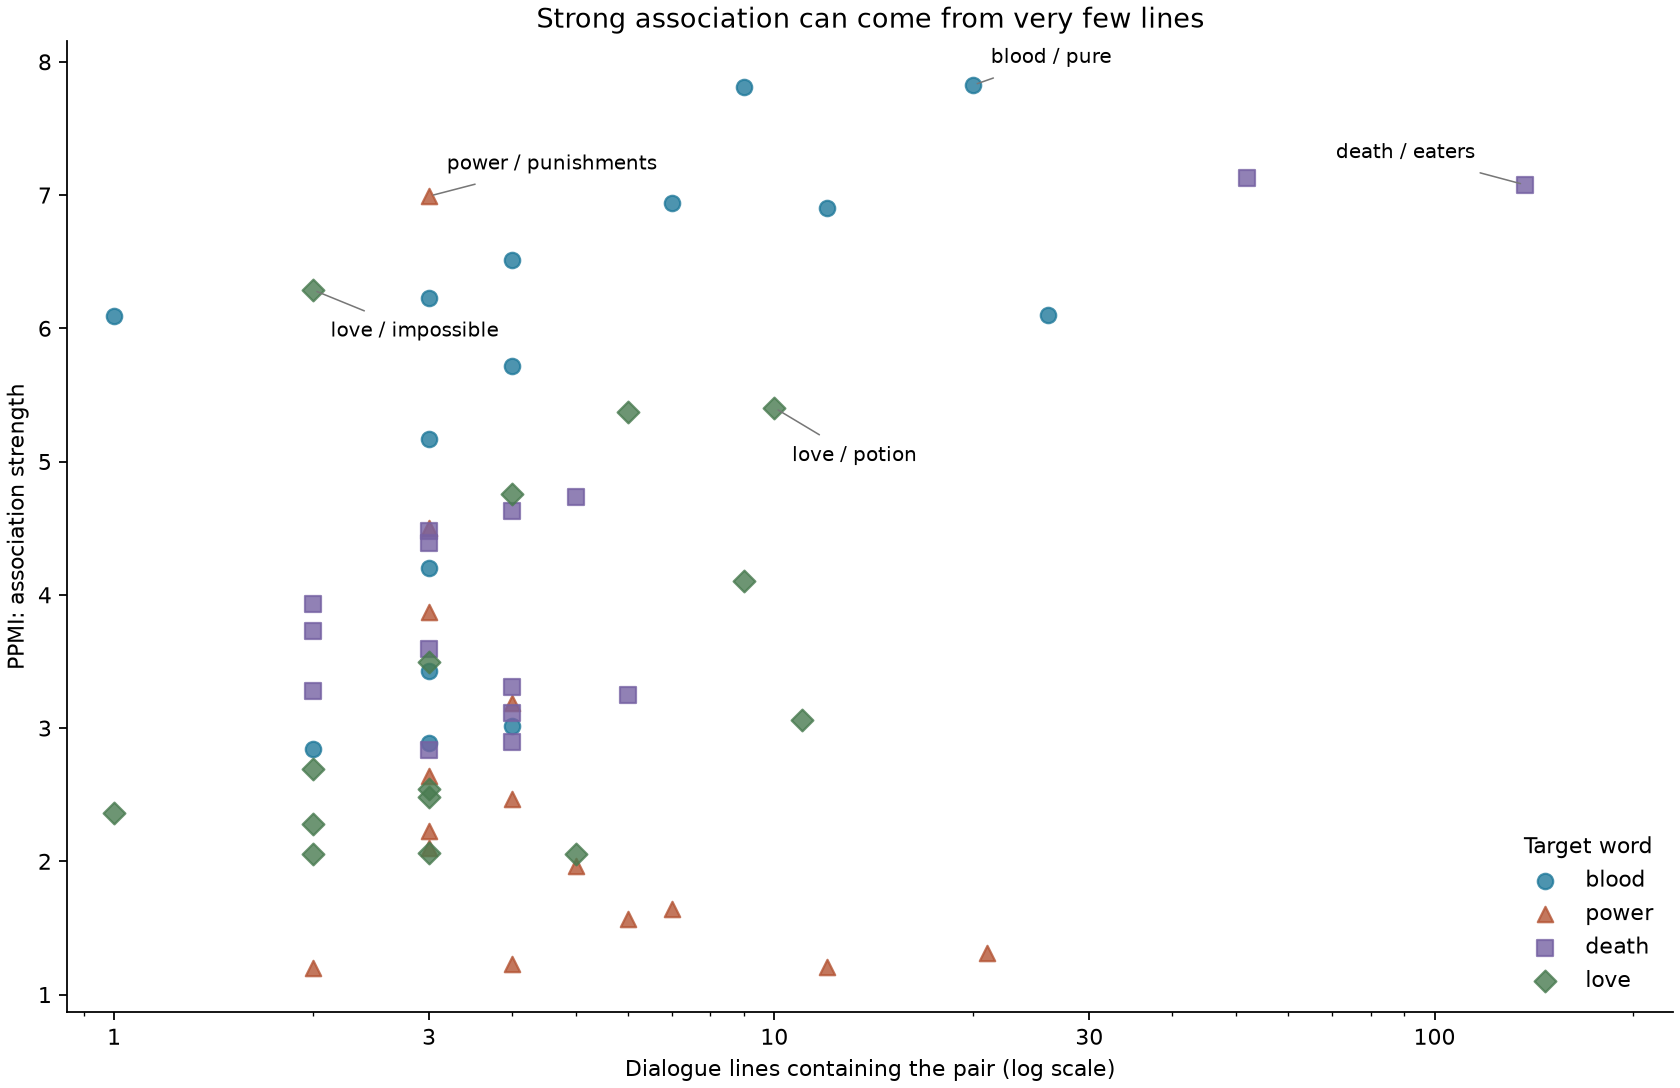 Strong association can come from very few lines
blood / pure
death / eaters
power / punishments
love / impossible
love / potion
PPMI: association strength
8
7
6
5
4
3
2
1
1
3
10
30
100
Dialogue lines containing the pair (log scale)
Target word
blood
power
death
love